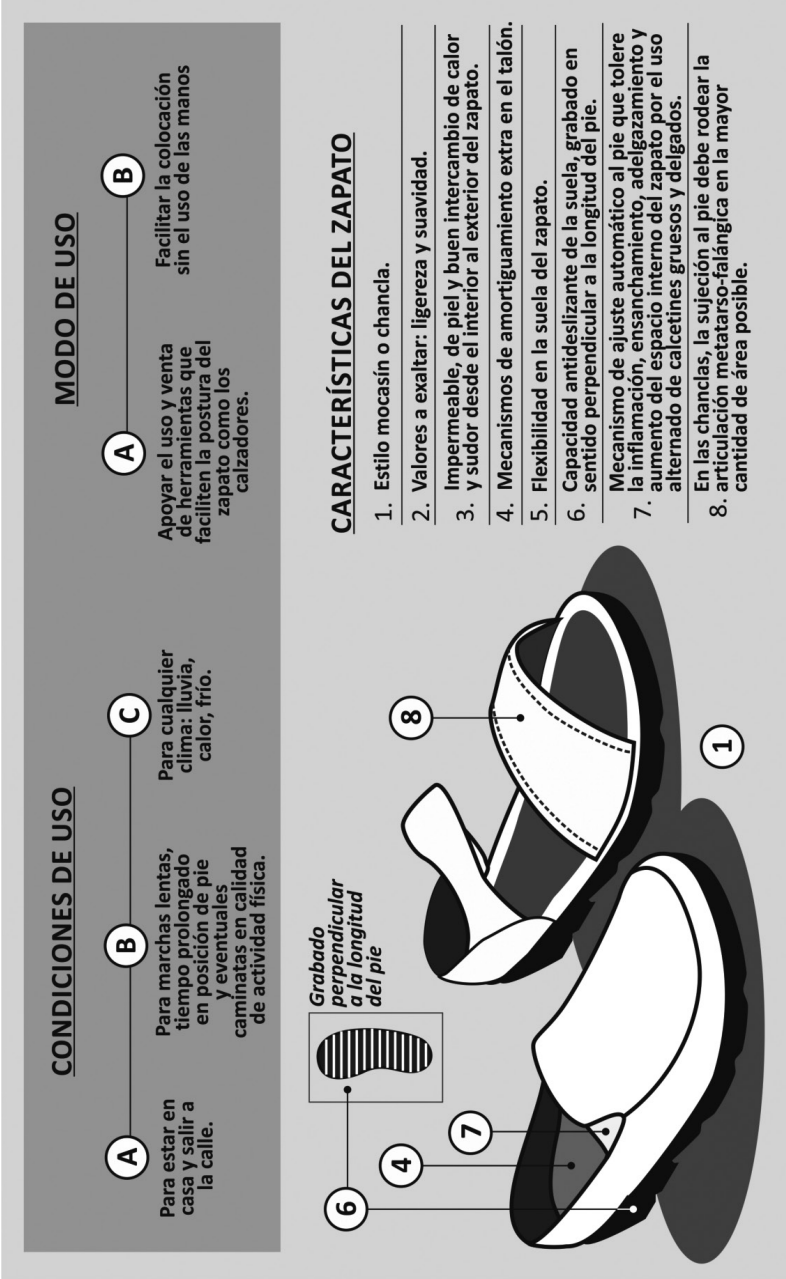 CONDICIONES DE USO
A
Para estar en
casa y salir a
la calle.
B
Para marchas lentas,
tiempo prolongado
en posición de pie
y eventuales
caminatas en calidad
de actividad física.
C
Para cualquier
clima: lluvia,
calor, frío.
MODO DE USO
A
Apoyar el uso y venta
de herramientas que
faciliten la postura del
zapato como los
calzadores.
B
Facilitar la colocación
sin el uso de las manos
6
4
7
Grabado
perpendicular
a la longitud
del pie
8
1
CARACTERÍSTICAS DEL ZAPATO
1. Estilo mocasín o chancla.
2. Valores a exaltar: ligereza y suavidad.
3. Impermeable, de piel y buen intercambio de calor
y sudor desde el interior al exterior del zapato.
4. Mecanismos de amortiguamiento extra en el talón.
5. Flexibilidad en la suela del zapato.
6. Capacidad antideslizante de la suela, grabado en
sentido perpendicular a la longitud del pie.
7. Mecanismo de ajuste automático al pie que tolere
la inflamación, ensanchamiento, adelgazamiento y
aumento del espacio interno del zapato por el uso
alternado de calcetines gruesos y delgados.
8. En las chanclas, la sujeción al pie debe rodear la
articulación metatarso-falángica en la mayor
cantidad de área posible.